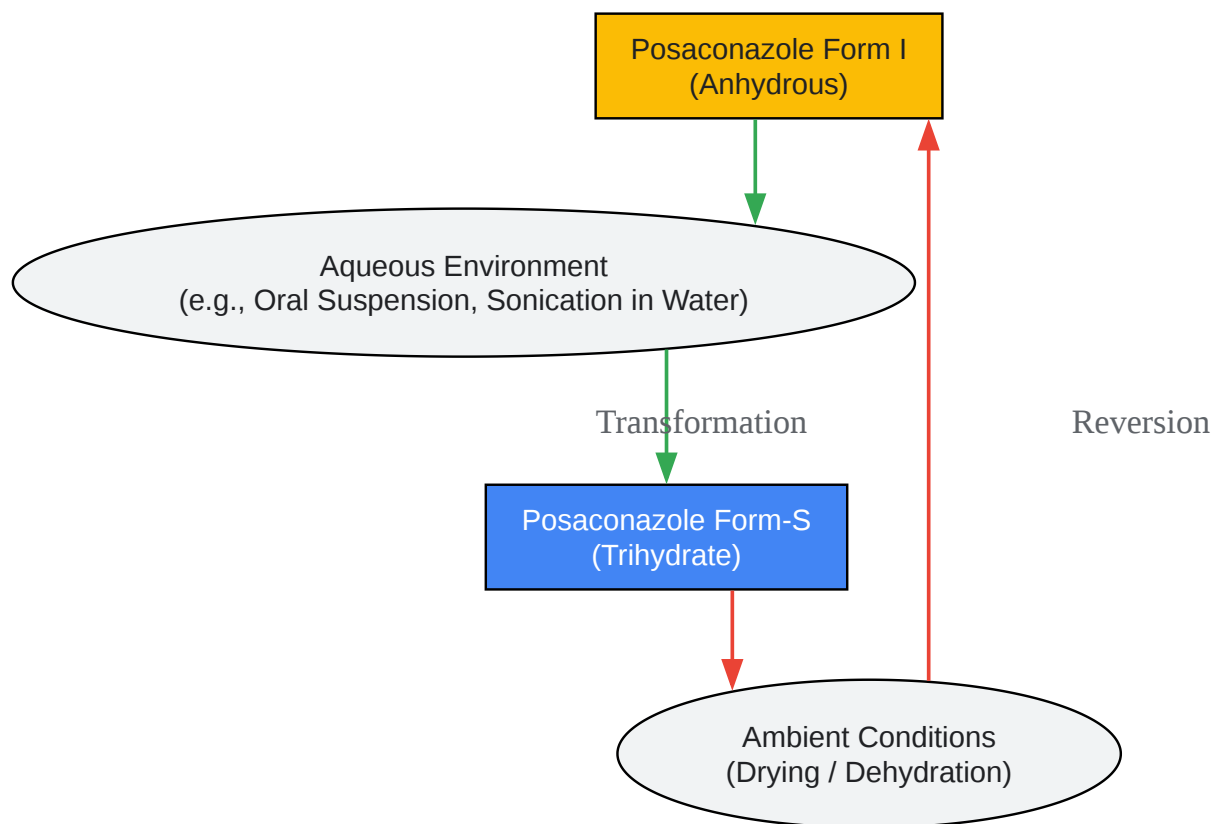 Posaconazole Form I
(Anhydrous)
Aqueous Environment
(e.g., Oral Suspension, Sonication in Water)
Transformation
Reversion
Posaconazole Form-S
(Trihydrate)
Ambient Conditions
(Drying / Dehydration)